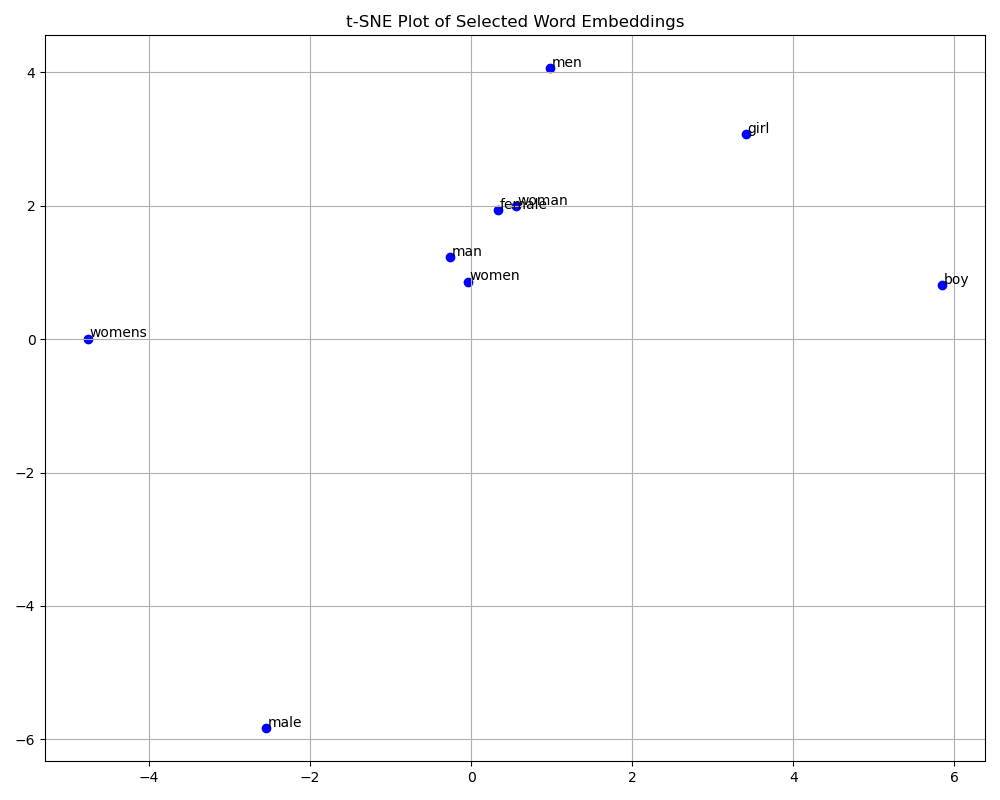 t-SNE Plot of Selected Word Embeddings
men
4
girl
woman
female
2
man
women
boy
womens
0
−2
−4
male
−6
−4 −2 0 2 4 6